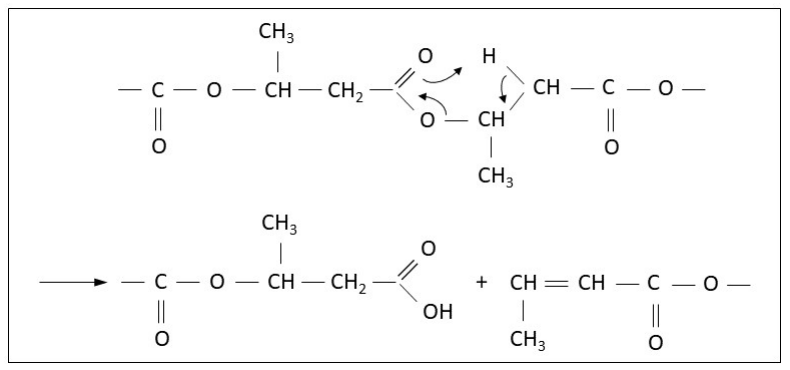 CH₃
O H
— C — O — CH — CH₂ — CH — C — O —
O — CH
O O
CH₃
CH₃
O
— C — O — CH — CH₂ — + CH = CH — C — O —
OH
O CH₃ O